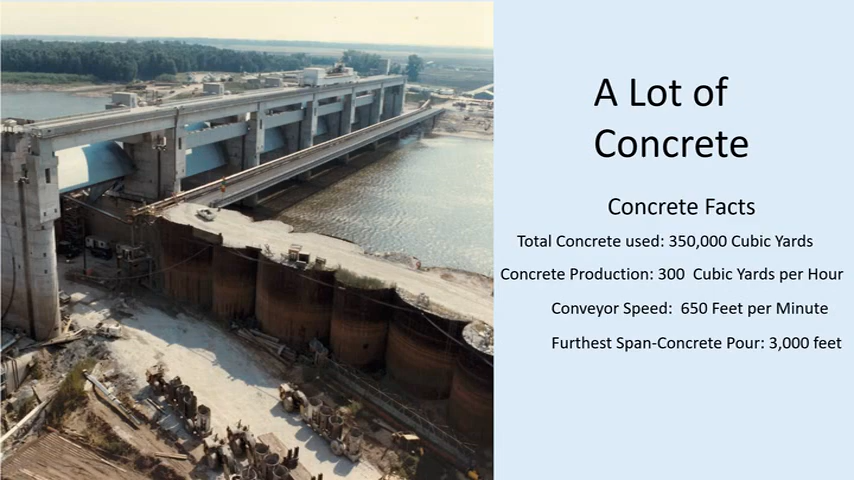 A Lot of
Concrete
Concrete Facts
Total Concrete used: 350,000 Cubic Yards
Concrete Production: 300  Cubic Yards per Hour
Conveyor Speed:  650 Feet per Minute
Furthest Span-Concrete Pour: 3,000 feet